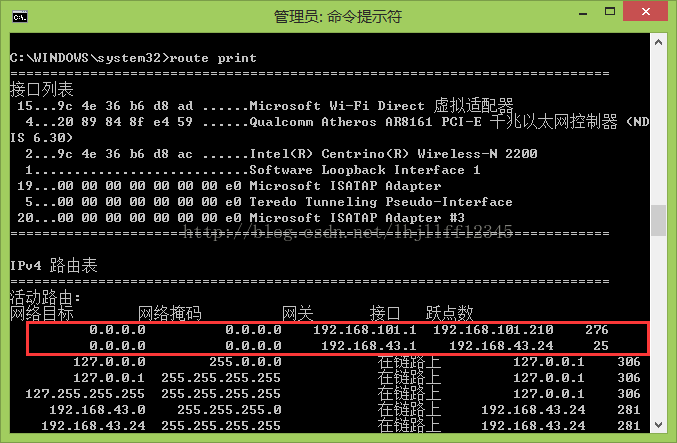 管理员: 命令提示符
C:\WINDOWS\system32>route print
===========================================================================
接口列表
15...9c 4e 36 b6 d8 ad ......Microsoft Wi-Fi Direct 虚拟适配器
4...20 89 84 8f e4 59 ......Qualcomm Atheros AR8161 PCI-E 千兆以太网控制器 (ND
IS 6.30)
2...9c 4e 36 b6 d8 ac ......Intel(R) Centrino(R) Wireless-N 2200
1...........................Software Loopback Interface 1
19...00 00 00 00 00 00 00 e0 Microsoft ISATAP Adapter
5...00 00 00 00 00 00 00 e0 Teredo Tunneling Pseudo-Interface
20...00 00 00 00 00 00 00 e0 Microsoft ISATAP Adapter #3
http://blog.csdn.net/lhjllff12345
===========================================================================
IPv4 路由表
===========================================================================
活动路由:
网络目标 网络掩码 网关 接口 跃点数
0.0.0.0 0.0.0.0 192.168.101.1 192.168.101.210 276
0.0.0.0 0.0.0.0 192.168.43.1 192.168.43.24 25
127.0.0.0 255.0.0.0 在链路上 127.0.0.1 306
127.0.0.1 255.255.255.255 在链路上 127.0.0.1 306
127.255.255.255 255.255.255.255 在链路上 127.0.0.1 306
192.168.43.0 255.255.255.0 在链路上 192.168.43.24 281
192.168.43.24 255.255.255.255 在链路上 192.168.43.24 281